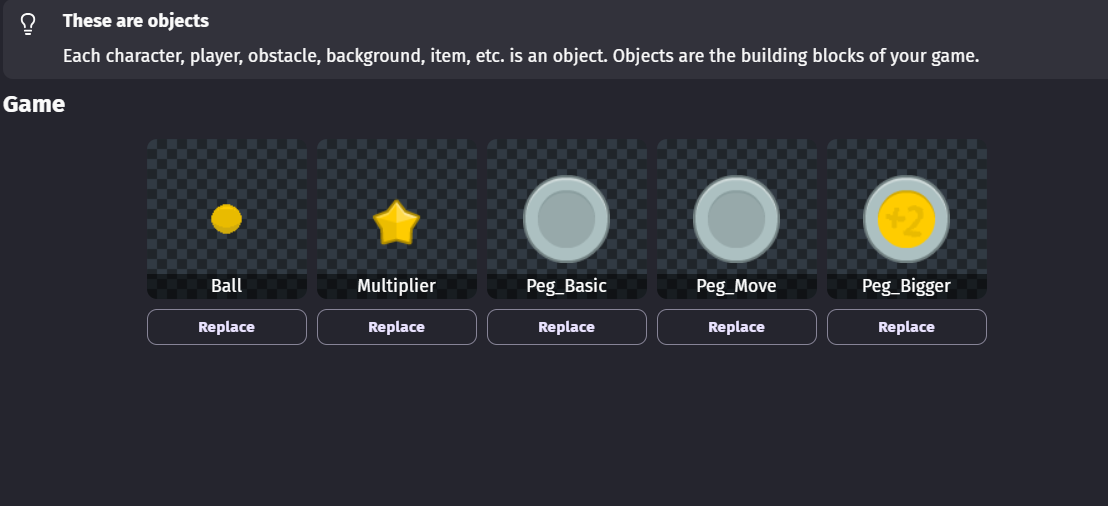 These are objects
Each character, player, obstacle, background, item, etc. is an object. Objects are the building blocks of your game.
Game
+2
Ball Multiplier Peg_Basic Peg_Move Peg_Bigger
Replace Replace Replace Replace Replace